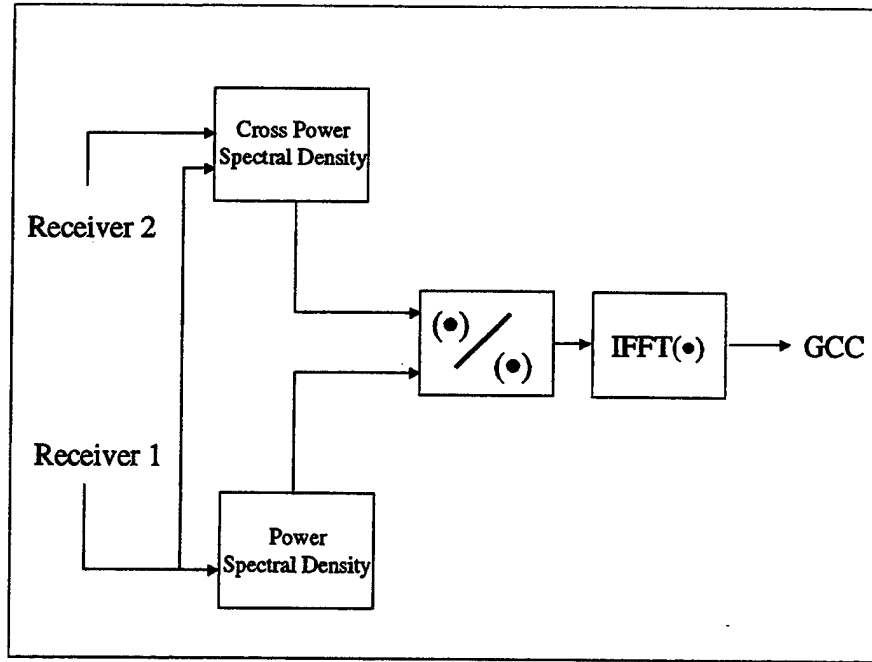 Cross Power
Spectral Density
Receiver 2
(●)/(●)
IFFT(●)
GCC
Receiver 1
Power
Spectral Density